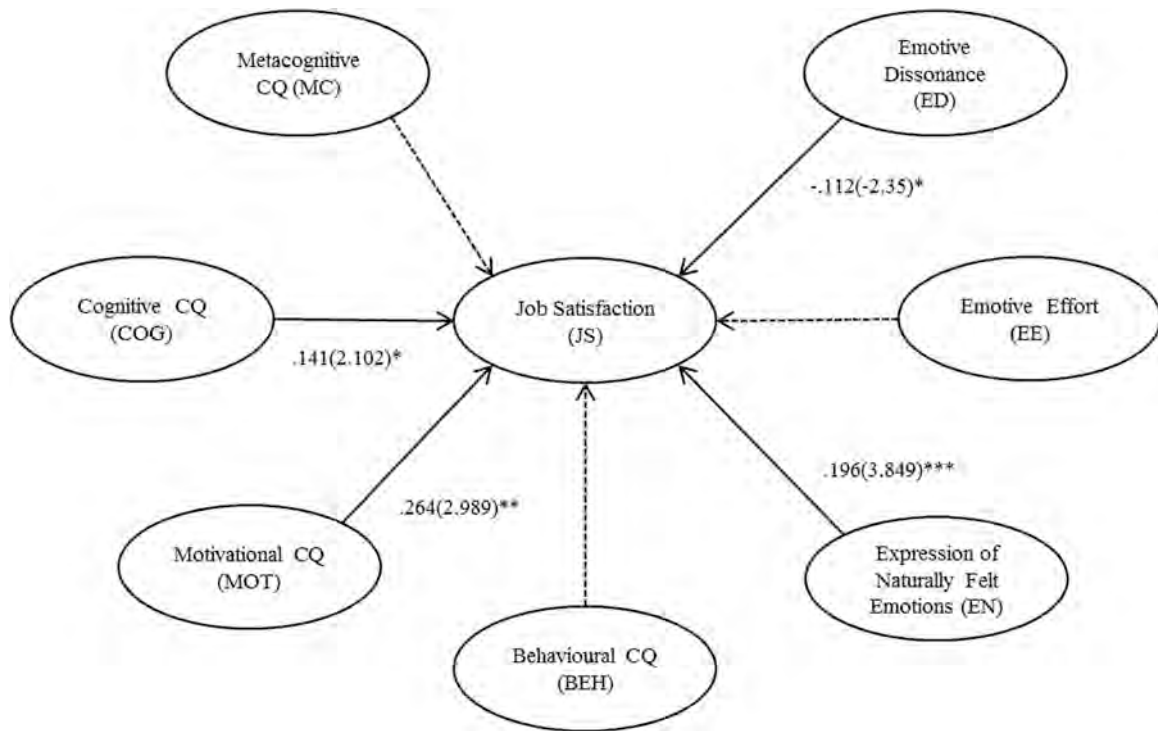 Metacognitive
CQ (MC)
Emotive
Dissonance
(ED)
-.112(-2.35)*
Cognitive CQ
(COG)
Job Satisfaction
(JS)
Emotive Effort
(EE)
.141(2.102)*
.196(3.849)***
.264(2.989)**
Motivational CQ
(MOT)
Expression of
Naturally Felt
Emotions (EN)
Behavioural CQ
(BEH)